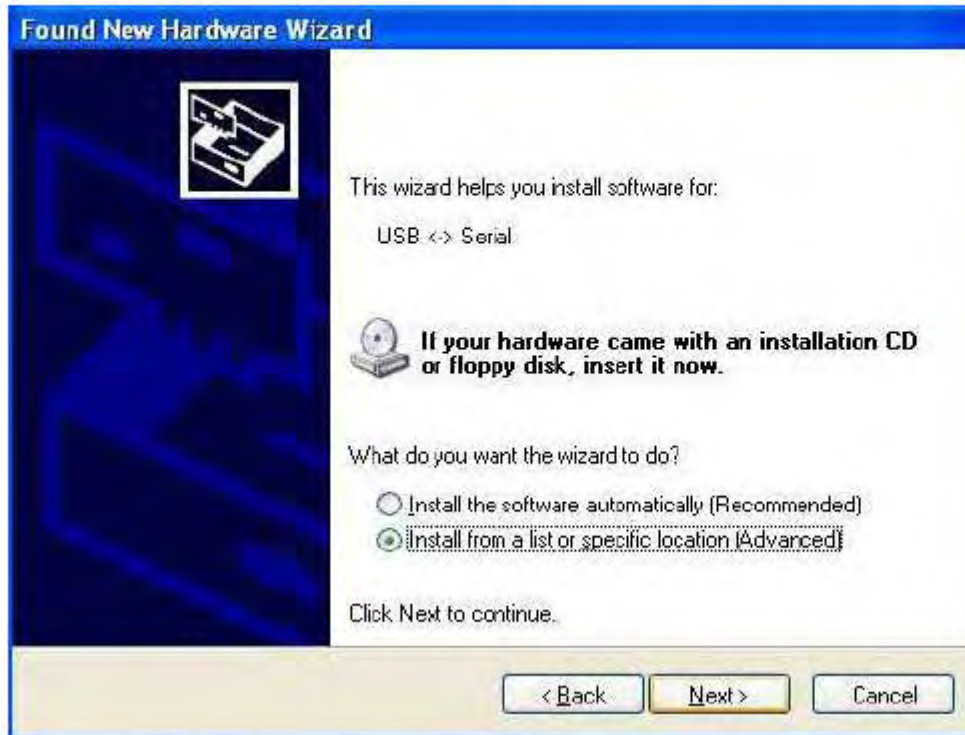 Found New Hardware Wizard
This wizard helps you install software for:
USB <-> Serial
If your hardware came with an installation CD
or floppy disk, insert it now.
What do you want the wizard to do?
Install the software automatically (Recommended)
Install from a list or specific location (Advanced)
Click Next to continue.
< Back Next > Cancel